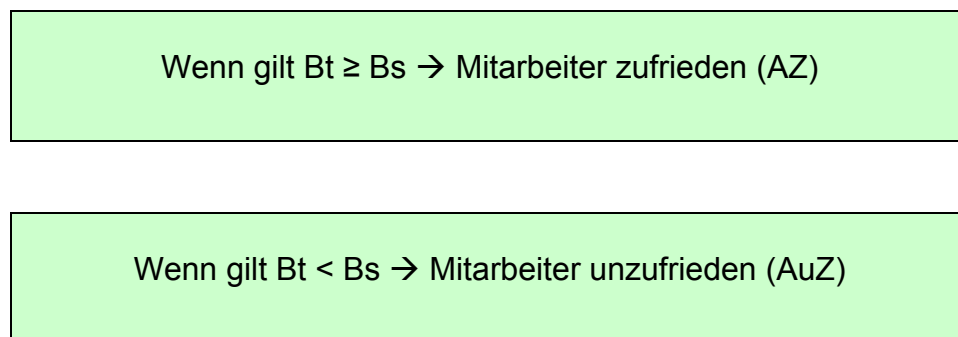 Wenn gilt Bt ≥ Bs → Mitarbeiter zufrieden (AZ)
Wenn gilt Bt < Bs → Mitarbeiter unzufrieden (AuZ)